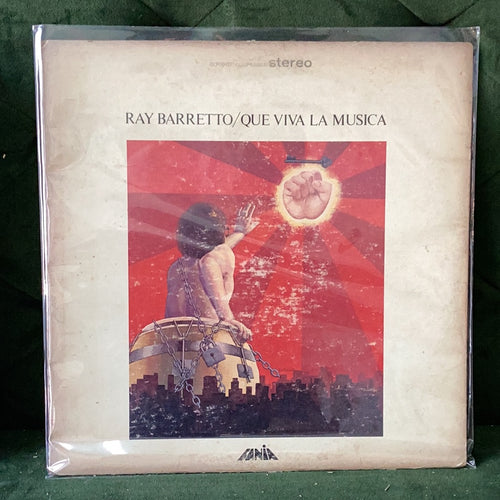 stereo
RAY BARRETTO/QUE VIVA LA MUSICA
FANIA